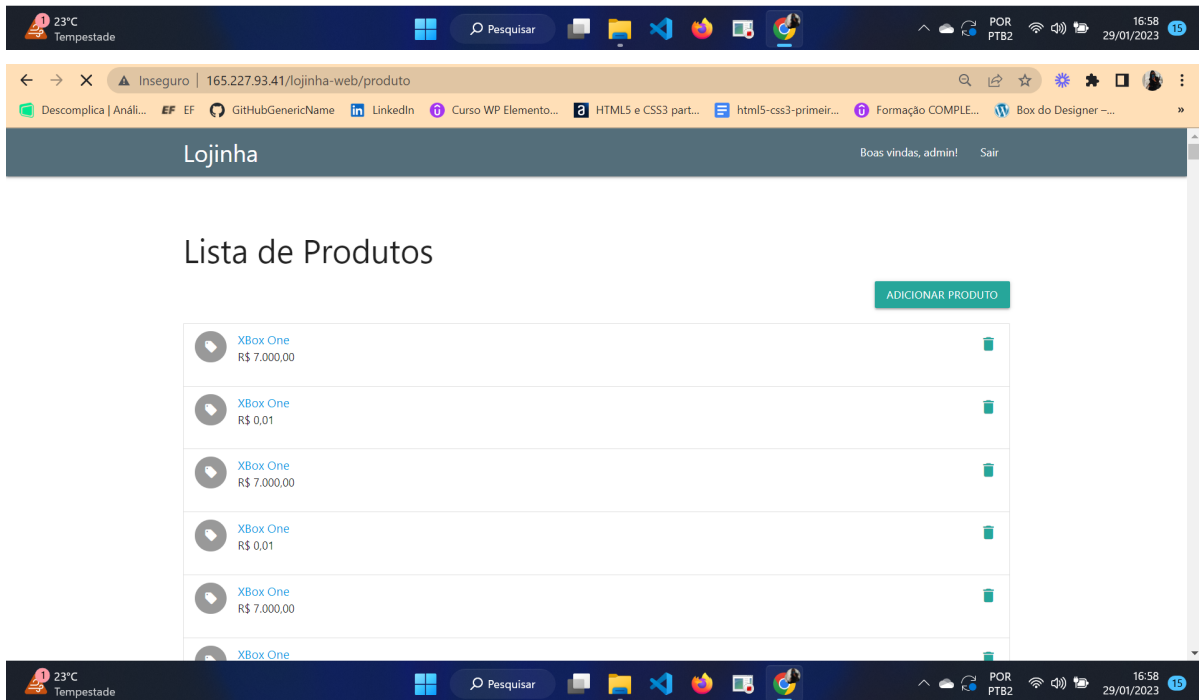 1
23°C
Tempestade
Pesquisar
POR
PTB2
16:58
29/01/2023
15
Inseguro | 165.227.93.41/lojinha-web/produto
Descomplica | Análi... EF EF GitHubGenericName in LinkedIn Curso WP Elemento... a HTML5 e CSS3 part... html5-css3-primeir... Formação COMPLE... Box do Designer –... »
Lojinha
Boas vindas, admin! Sair
Lista de Produtos
ADICIONAR PRODUTO
XBox One
R$ 7.000,00
XBox One
R$ 0,01
XBox One
R$ 7.000,00
XBox One
R$ 0,01
XBox One
R$ 7.000,00
XBox One
1
23°C
Tempestade
Pesquisar
POR
PTB2
16:58
29/01/2023
15